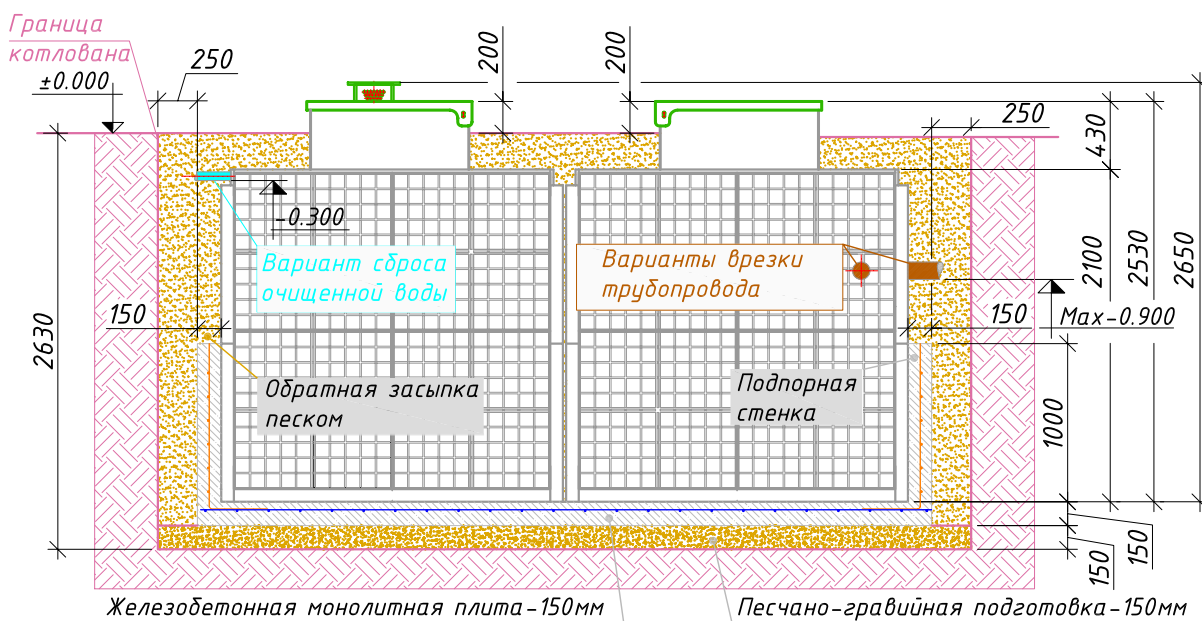 Граница
котлована
±0.000
250
200
200
250
430
-0.300
Вариант сброса
очищенной воды
Варианты врезки
трубопровода
2100
2530
2650
150
150
Max-0.900
2630
Обратная засыпка
песком
Подпорная
стенка
1000
150
150
Железобетонная монолитная плита-150мм
Песчано-гравийная подготовка-150мм